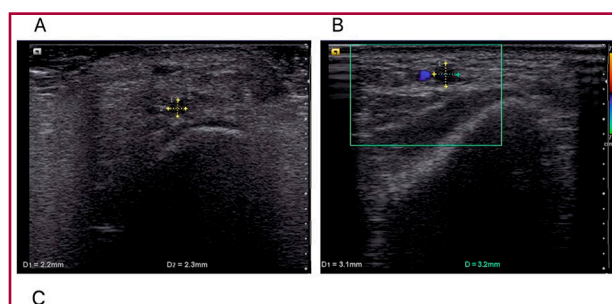 A
B
D1 = 2.2mm
D2 = 2.3mm
D1 = 3.1mm
D = 3.2mm
C